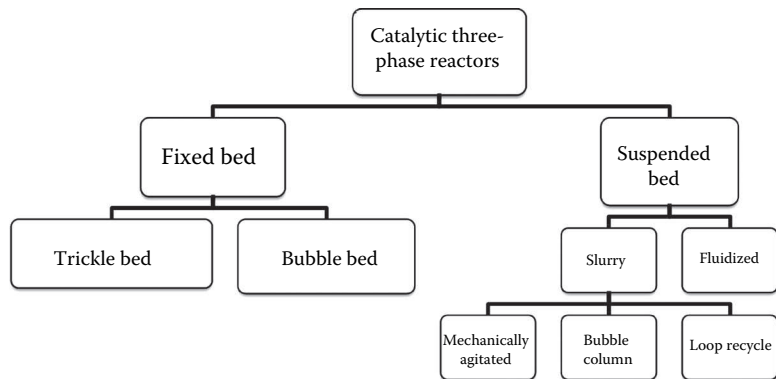 Catalytic three-
phase reactors
Fixed bed
Suspended
bed
Trickle bed
Bubble bed
Slurry
Fluidized
Mechanically
agitated
Bubble
column
Loop recycle